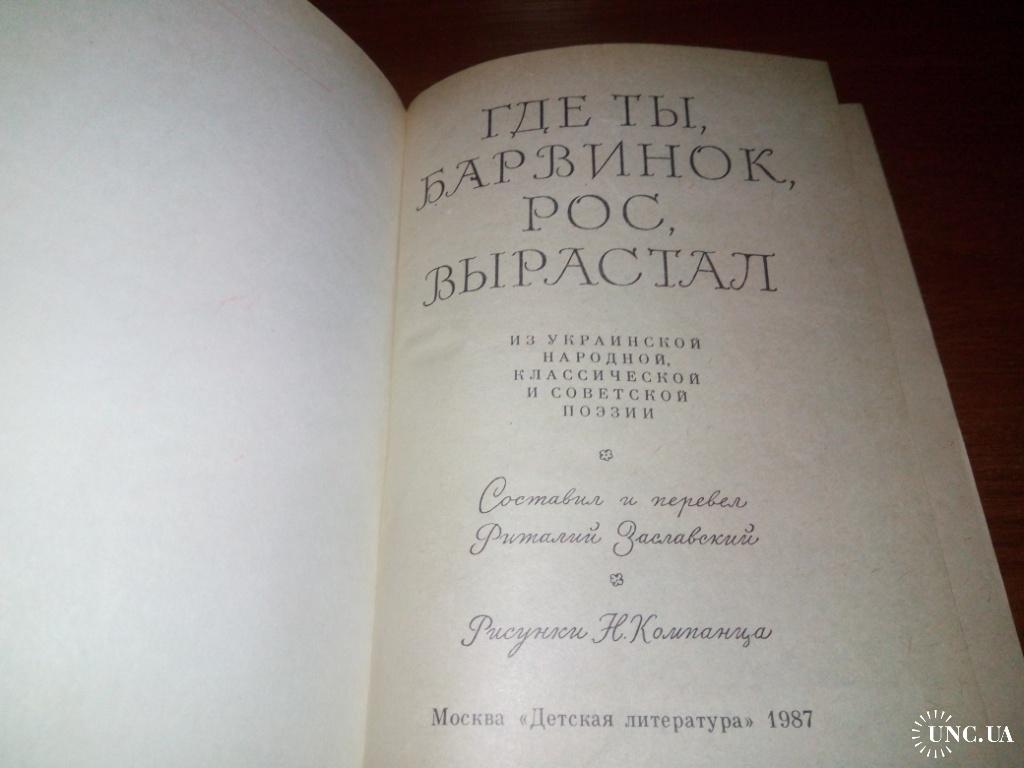 ГДЕ ТЫ,
БАРВИНОК,
РОС,
ВЫРАСТАЛ
ИЗ УКРАИНСКОЙ
НАРОДНОЙ,
КЛАССИЧЕСКОЙ
И СОВЕТСКОЙ
ПОЭЗИИ
Составил и перевел
Риталий Заславский
Рисунки Н. Компанца
Москва «Детская литература» 1987
UNC.UA